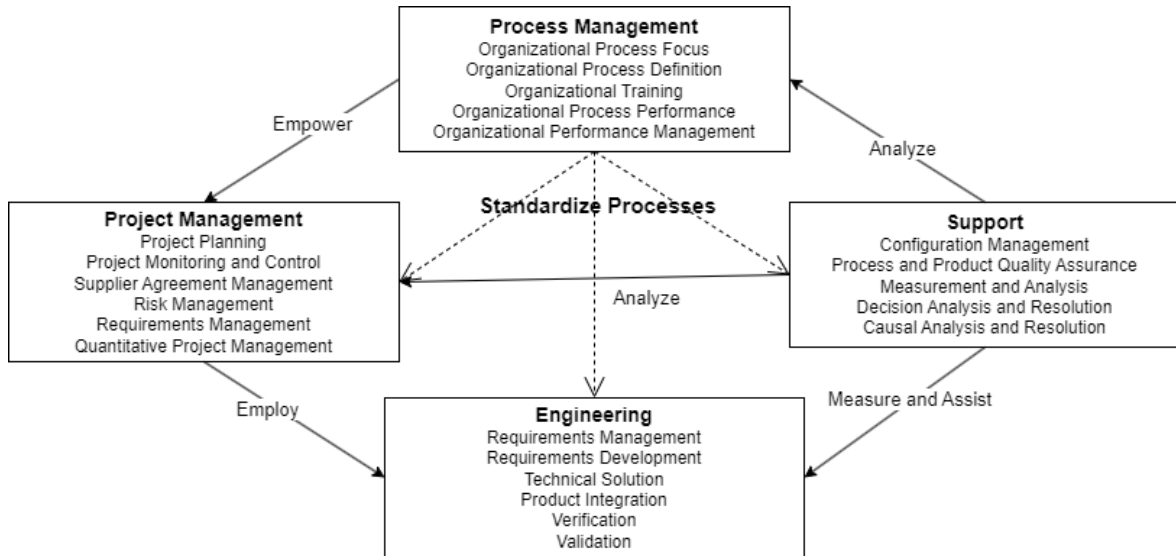 Process Management
Organizational Process Focus
Organizational Process Definition
Organizational Training
Organizational Process Performance
Organizational Performance Management
Empower
Analyze
Standardize Processes
Project Management
Project Planning
Project Monitoring and Control
Supplier Agreement Management
Risk Management
Requirements Management
Quantitative Project Management
Support
Configuration Management
Process and Product Quality Assurance
Measurement and Analysis
Decision Analysis and Resolution
Causal Analysis and Resolution
Analyze
Employ
Measure and Assist
Engineering
Requirements Management
Requirements Development
Technical Solution
Product Integration
Verification
Validation